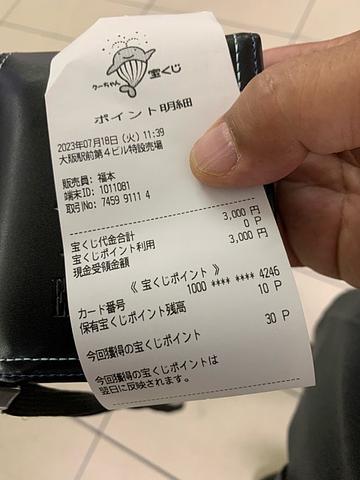 クーちゃん 宝くじ
ポイント明細
2023年07月18日（火）11:39
大阪駅前第４ビル特設売場
販売員：福本
端末ID: 1011081
取引No: 7459 9111 4
宝くじ代金合計 3,000 円
宝くじポイント利用 0 P
現金受領金額 3,000 円
《 宝くじポイント 》
カード番号 1000 **** **** 4246
保有宝くじポイント残高 10 P
今回獲得の宝くじポイント 30 P
今回獲得の宝くじポイントは
翌日に反映されます。